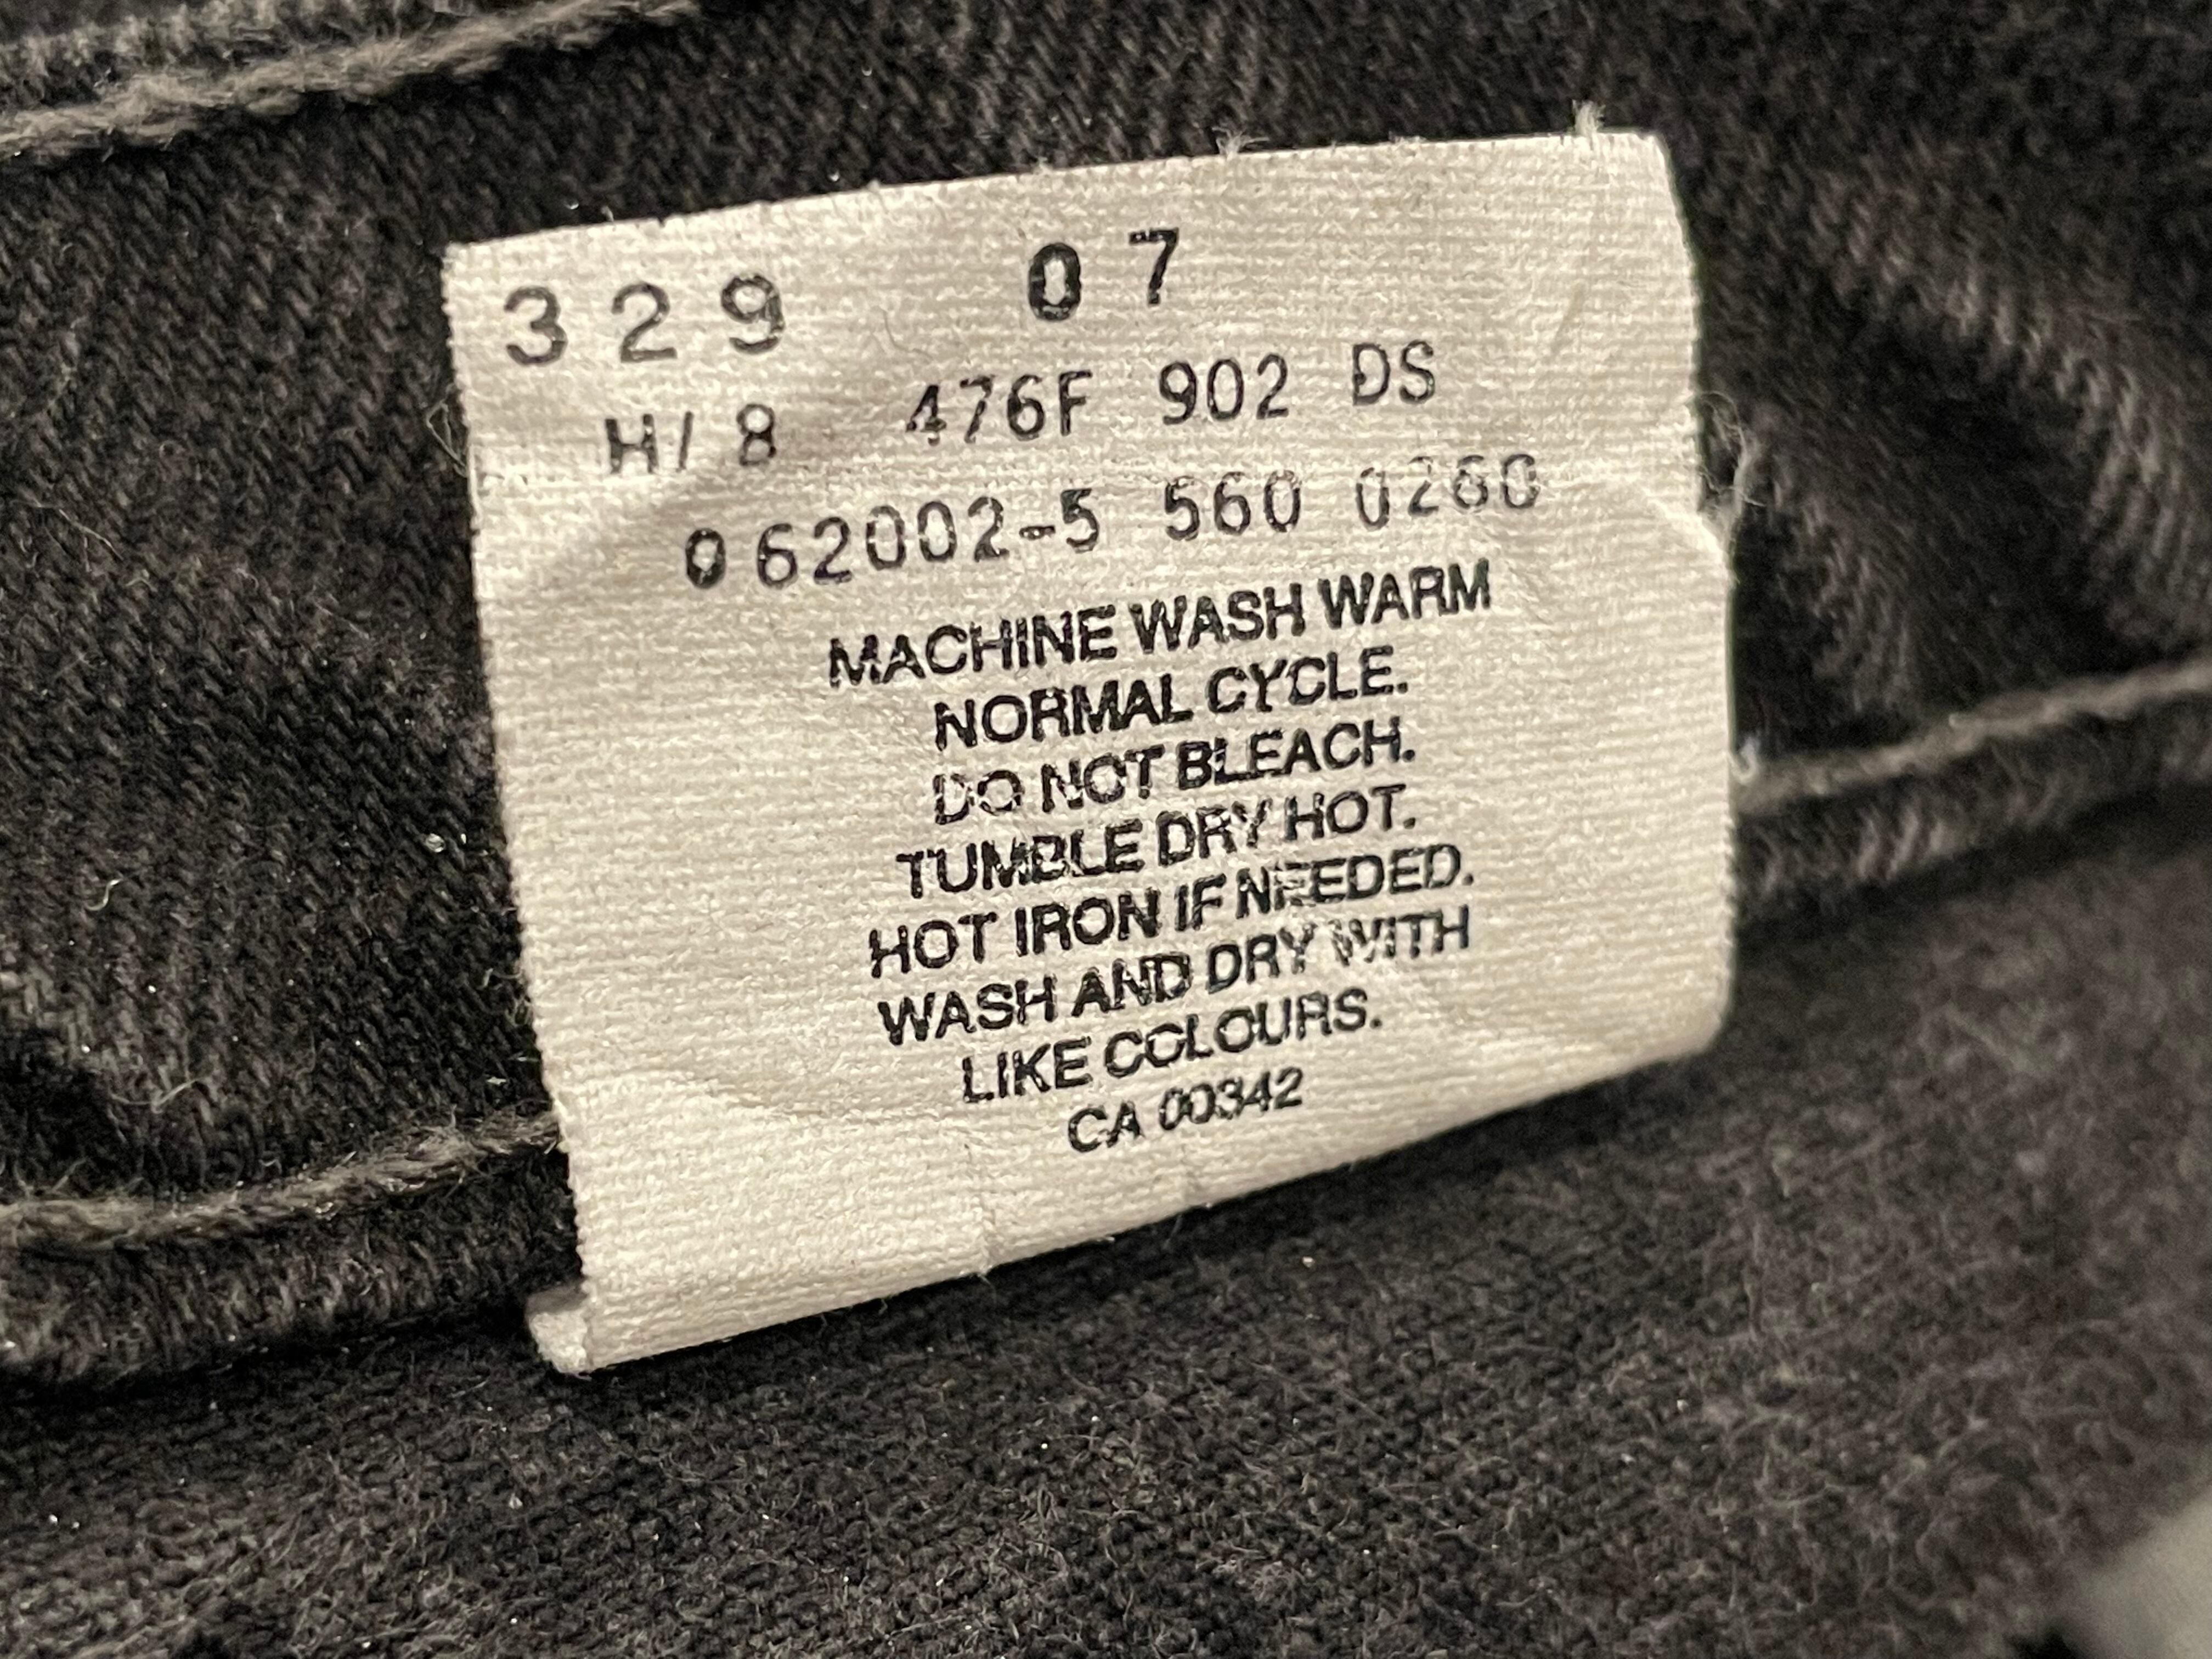 329 07
H/ 8 476F 902 DS
062002-5 560 0260
MACHINE WASH WARM
NORMAL CYCLE.
DO NOT BLEACH.
TUMBLE DRY HOT.
HOT IRON IF NEEDED.
WASH AND DRY WITH
LIKE COLOURS.
CA 00342